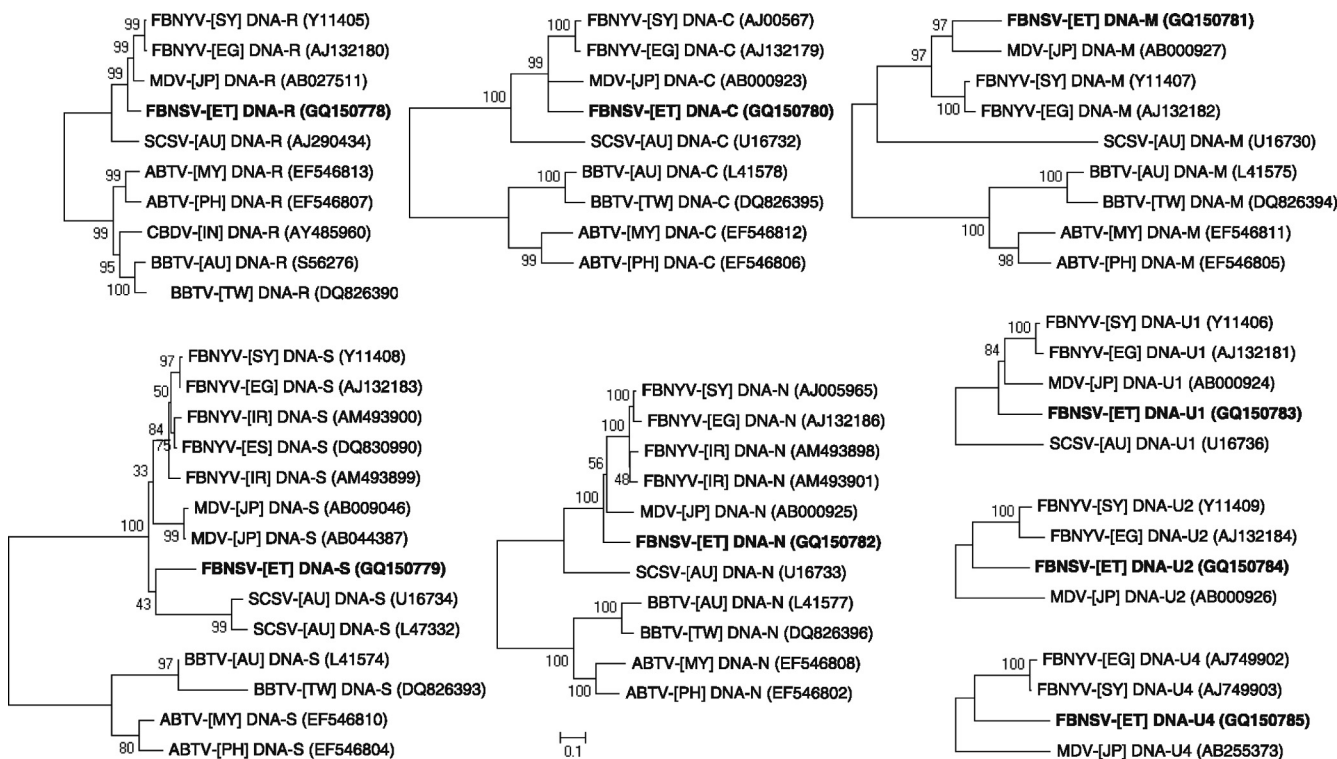 99
FBNYV-[SY] DNA-R (Y11405)
99
FBNYV-[EG] DNA-R (AJ132180)
99
MDV-[JP] DNA-R (AB027511)
FBNSV-[ET] DNA-R (GQ150778)
SCSV-[AU] DNA-R (AJ290434)
99
ABTV-[MY] DNA-R (EF546813)
ABTV-[PH] DNA-R (EF546807)
99
CBDV-[IN] DNA-R (AY485960)
95
BBTV-[AU] DNA-R (S56276)
100
BBTV-[TW] DNA-R (DQ826390
100
FBNYV-[SY] DNA-C (AJ00567)
FBNYV-[EG] DNA-C (AJ132179)
99
MDV-[JP] DNA-C (AB000923)
100
FBNSV-[ET] DNA-C (GQ150780)
SCSV-[AU] DNA-C (U16732)
100
BBTV-[AU] DNA-C (L41578)
BBTV-[TW] DNA-C (DQ826395)
ABTV-[MY] DNA-C (EF546812)
99
ABTV-[PH] DNA-C (EF546806)
97
FBNSV-[ET] DNA-M (GQ150781)
97
MDV-[JP] DNA-M (AB000927)
FBNYV-[SY] DNA-M (Y11407)
100
FBNYV-[EG] DNA-M (AJ132182)
SCSV-[AU] DNA-M (U16730)
100
BBTV-[AU] DNA-M (L41575)
BBTV-[TW] DNA-M (DQ826394)
100
ABTV-[MY] DNA-M (EF546811)
98
ABTV-[PH] DNA-M (EF546805)
97
FBNYV-[SY] DNA-S (Y11408)
50
FBNYV-[EG] DNA-S (AJ132183)
FBNYV-[IR] DNA-S (AM493900)
84
75
FBNYV-[ES] DNA-S (DQ830990)
33
FBNYV-[IR] DNA-S (AM493899)
MDV-[JP] DNA-S (AB009046)
100
99
MDV-[JP] DNA-S (AB044387)
FBNSV-[ET] DNA-S (GQ150779)
43
SCSV-[AU] DNA-S (U16734)
99
SCSV-[AU] DNA-S (L47332)
97
BBTV-[AU] DNA-S (L41574)
BBTV-[TW] DNA-S (DQ826393)
ABTV-[MY] DNA-S (EF546810)
80
ABTV-[PH] DNA-S (EF546804)
100
FBNYV-[SY] DNA-N (AJ005965)
FBNYV-[EG] DNA-N (AJ132186)
100
FBNYV-[IR] DNA-N (AM493898)
56
48
FBNYV-[IR] DNA-N (AM493901)
100
MDV-[JP] DNA-N (AB000925)
FBNSV-[ET] DNA-N (GQ150782)
SCSV-[AU] DNA-N (U16733)
100
BBTV-[AU] DNA-N (L41577)
BBTV-[TW] DNA-N (DQ826396)
100
ABTV-[MY] DNA-N (EF546808)
100
ABTV-[PH] DNA-N (EF546802)
0.1
100
FBNYV-[SY] DNA-U1 (Y11406)
84
FBNYV-[EG] DNA-U1 (AJ132181)
MDV-[JP] DNA-U1 (AB000924)
FBNSV-[ET] DNA-U1 (GQ150783)
SCSV-[AU] DNA-U1 (U16736)
100
FBNYV-[SY] DNA-U2 (Y11409)
FBNYV-[EG] DNA-U2 (AJ132184)
FBNSV-[ET] DNA-U2 (GQ150784)
MDV-[JP] DNA-U2 (AB000926)
100
FBNYV-[EG] DNA-U4 (AJ749902)
FBNYV-[SY] DNA-U4 (AJ749903)
FBNSV-[ET] DNA-U4 (GQ150785)
MDV-[JP] DNA-U4 (AB255373)